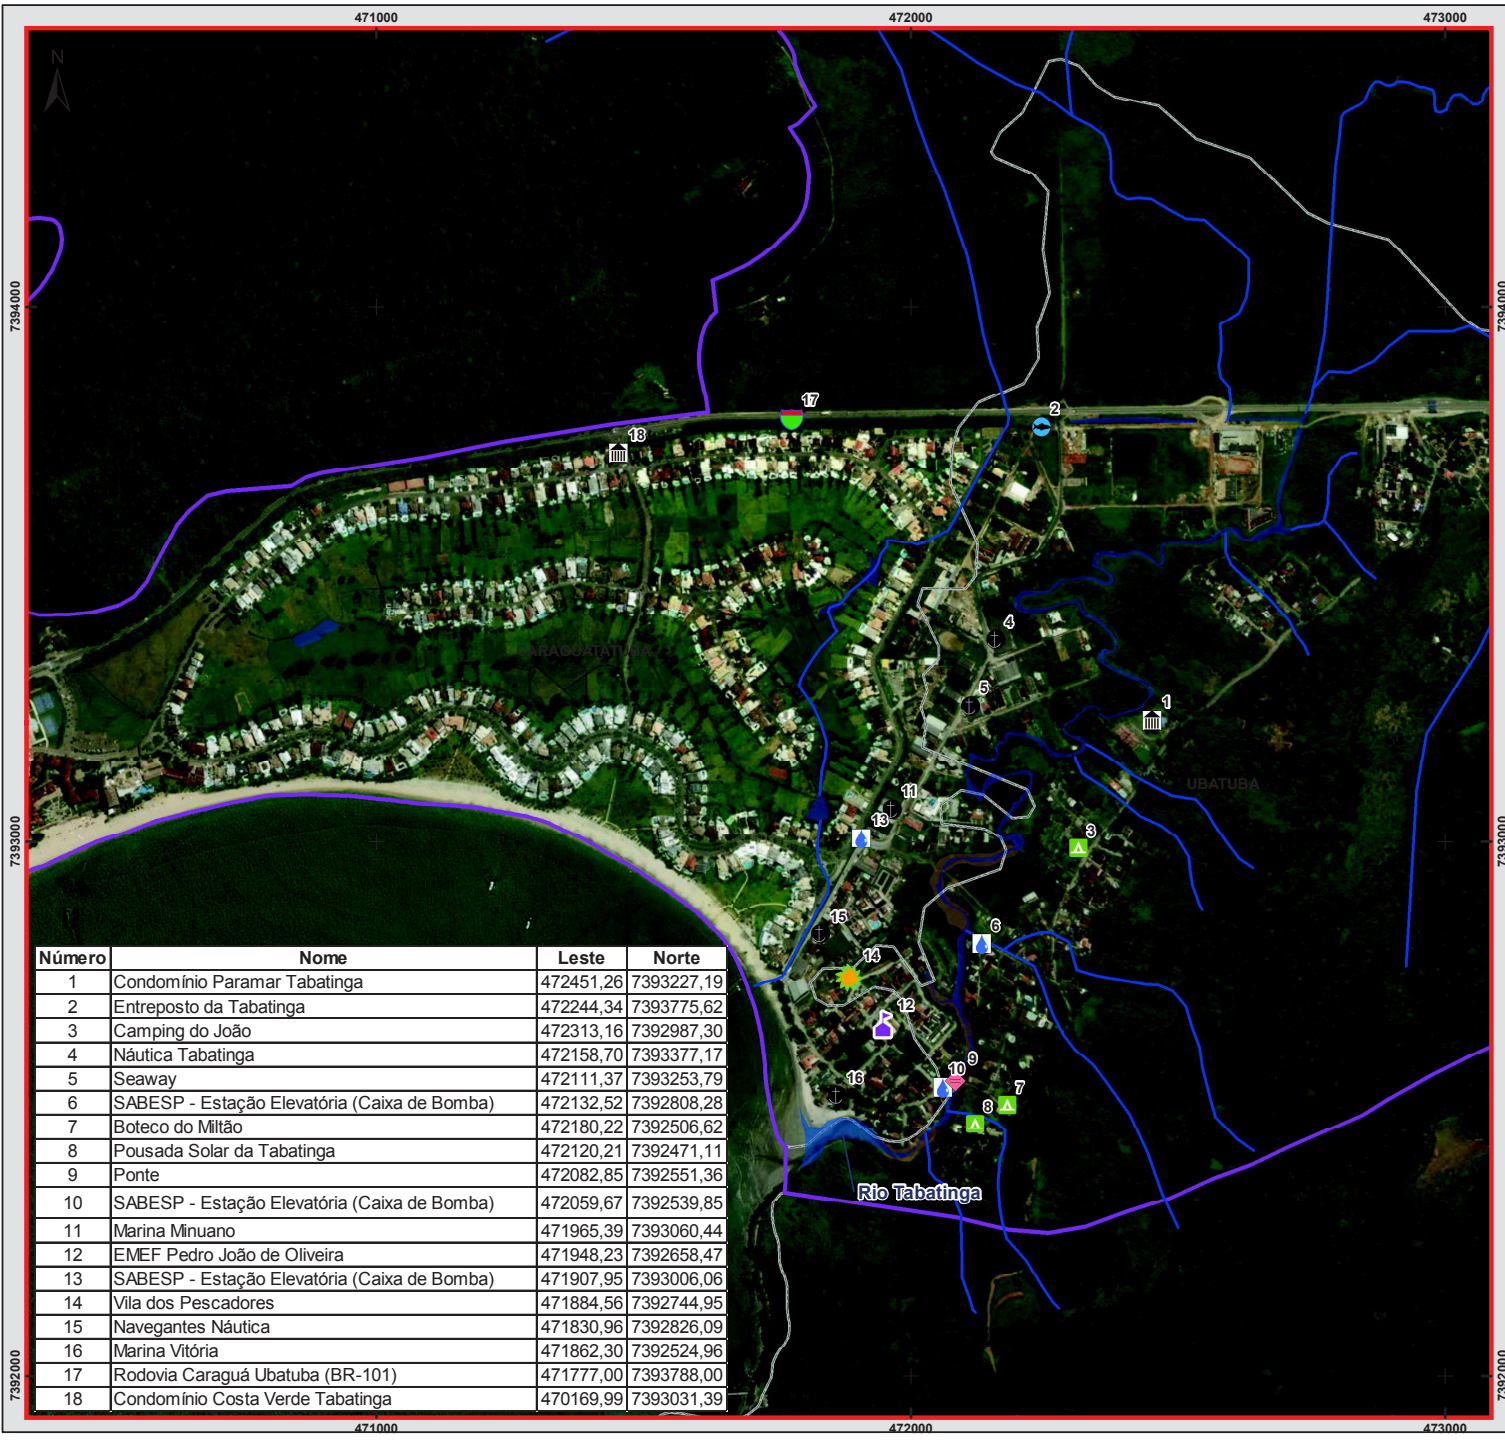 471000 472000 473000
N
7394000 7394000
17
2
18
4
CARAGUATATUBA
5
1
UBATUBA
11
13
3
7393000 7393000
15
6
14
12
9
10
16
7
8
Rio Tabatinga
Número Nome Leste Norte
1 Condomínio Paramar Tabatinga 472451,26 7393227,19
2 Entreposto da Tabatinga 472244,34 7393775,62
3 Camping do João 472313,16 7392987,30
4 Náutica Tabatinga 472158,70 7393377,17
5 Seaway 472111,37 7393253,79
6 SABESP - Estação Elevatória (Caixa de Bomba) 472132,52 7392808,28
7 Boteco do Miltão 472180,22 7392506,62
8 Pousada Solar da Tabatinga 472120,21 7392471,11
9 Ponte 472082,85 7392551,36
10 SABESP - Estação Elevatória (Caixa de Bomba) 472059,67 7392539,85
11 Marina Minuano 471965,39 7393060,44
12 EMEF Pedro João de Oliveira 471948,23 7392658,47
13 SABESP - Estação Elevatória (Caixa de Bomba) 471907,95 7393006,06
14 Vila dos Pescadores 471884,56 7392744,95
15 Navegantes Náutica 471830,96 7392826,09
16 Marina Vitória 471862,30 7392524,96
17 Rodovia Caraguá Ubatuba (BR-101) 471777,00 7393788,00
18 Condomínio Costa Verde Tabatinga 470169,99 7393031,39
7392000 7392000
471000 472000 473000